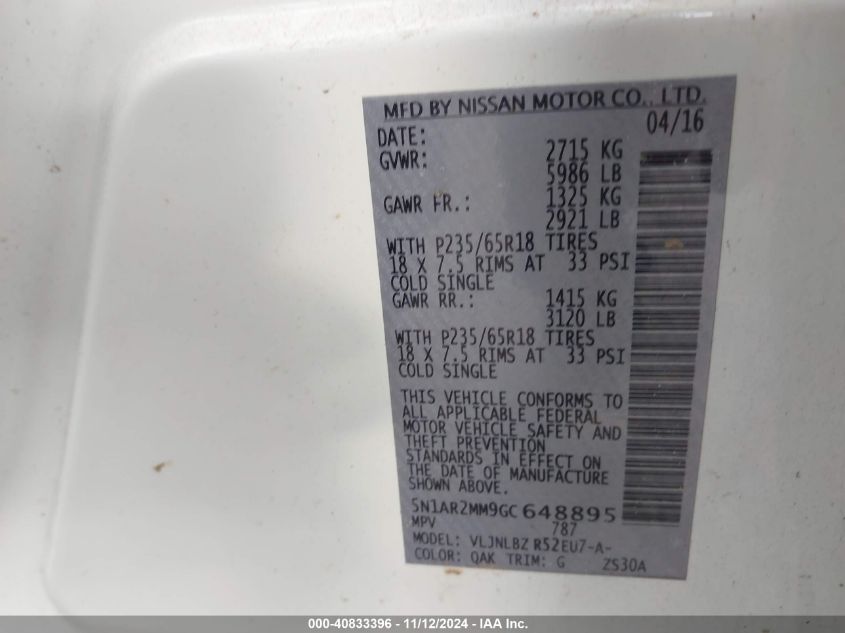 MFD BY NISSAN MOTOR CO., LTD.
DATE: 04/16
GVWR: 2715 KG
5986 LB
GAWR FR.: 1325 KG
2921 LB
WITH P235/65R18 TIRES
18 X 7.5 RIMS AT 33 PSI
COLD SINGLE
GAWR RR.: 1415 KG
3120 LB
WITH P235/65R18 TIRES
18 X 7.5 RIMS AT 33 PSI
COLD SINGLE
THIS VEHICLE CONFORMS TO
ALL APPLICABLE FEDERAL
MOTOR VEHICLE SAFETY AND
THEFT PREVENTION
STANDARDS IN EFFECT ON
THE DATE OF MANUFACTURE
SHOWN ABOVE.
5N1AR2MM9GC648895
MPV 787
MODEL: VLJNLBZ R52EU7-A-
COLOR: QAK TRIM: G ZS30A
000-40833396 - 11/12/2024 - IAA Inc.